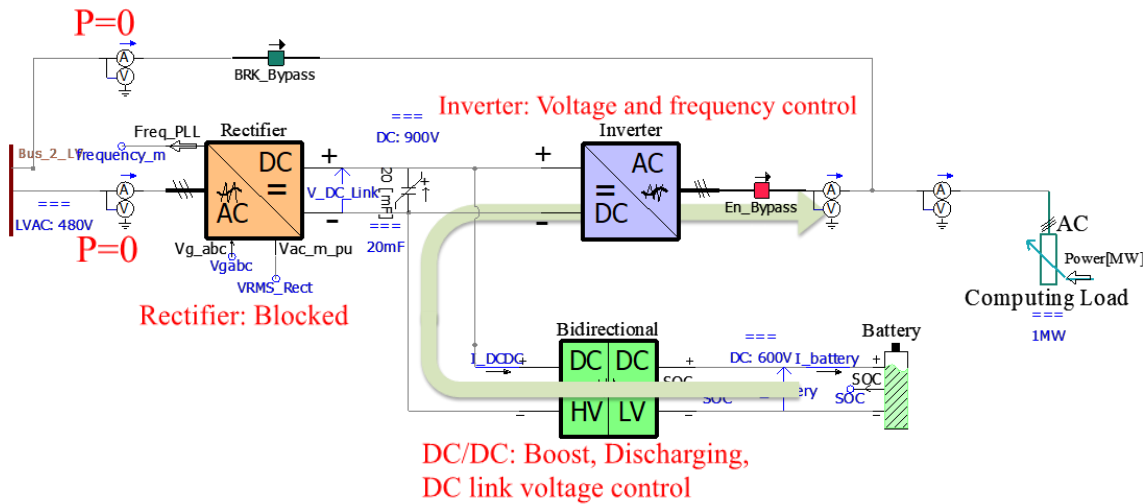 P=0
A
V
BRK_Bypass
Inverter: Voltage and frequency control
===
DC: 900V
Freq_PLL
Rectifier
Inverter
Bus_2_LV
frequency_m
DC
=
AC
+
V_DC_Link
-
20 [mF]
+
===
20mF
+
-
AC
=
DC
En_Bypass
A
V
A
V
A
V
LVAC: 480V
P=0
Vg_abc
Vgabc
Vac_m_pu
VRMS_Rect
AC
Power[MW]
Computing Load
===
1MW
Rectifier: Blocked
Bidirectional
===
Battery
I_DCDC
+
DC
DC
HV
LV
+
DC: 600V
I_battery
+
SOC
SOC
SOC
ery
SOC
-
-
-
DC/DC: Boost, Discharging,
DC link voltage control